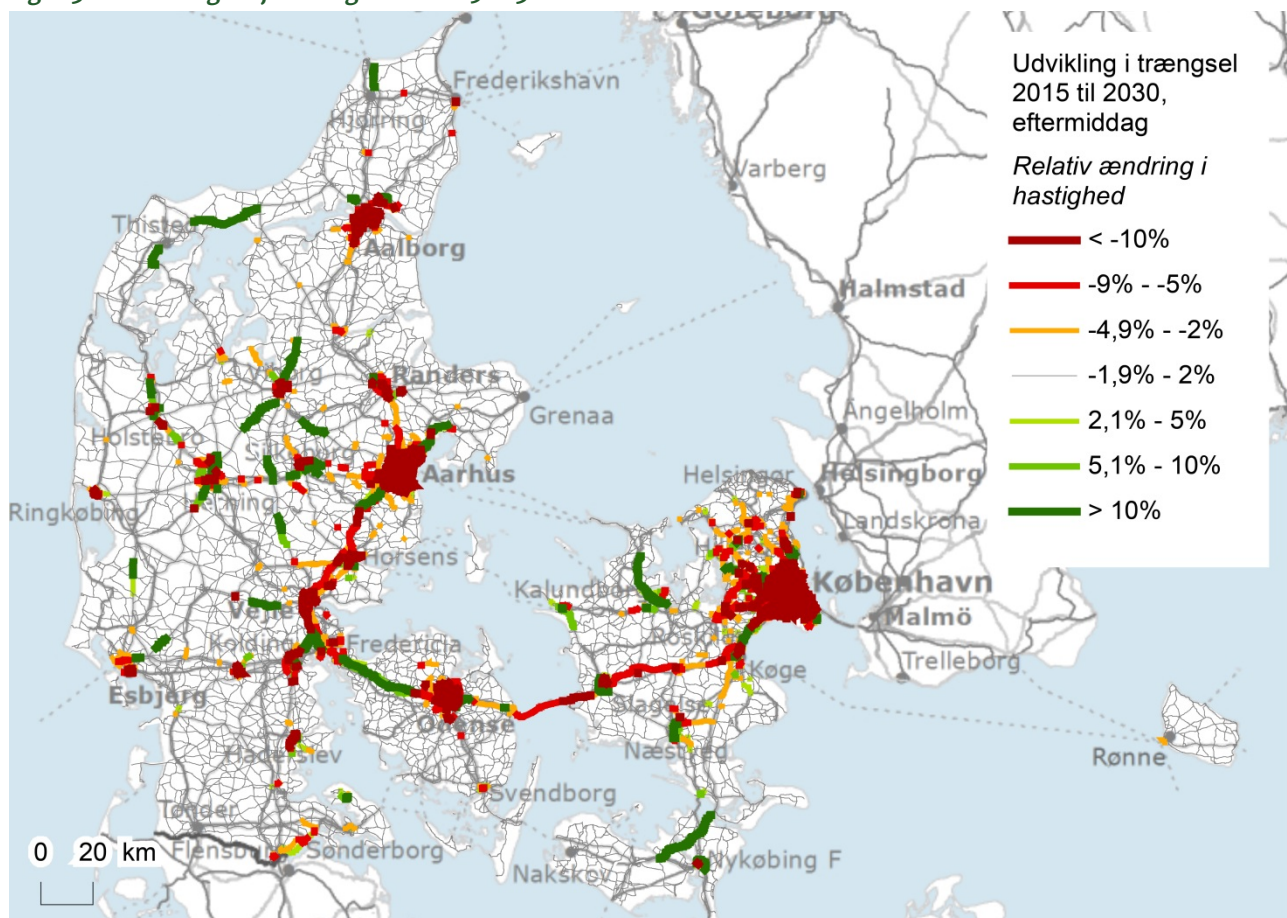 Göteborg
Frederikshavn
Hjørring
Varberg
Thisted
Aalborg
Halmstad
Viborg
Randers
Grenaa
Ängelholm
Holstebro
Silkeborg
Aarhus
Helsingør
Helsingborg
Ringkøbing
Herning
Landskrona
Horsens
Kalundborg
København
Vejle
Malmö
Kolding
Fredericia
Roskilde
Trelleborg
Esbjerg
Køge
Odense
Slagelse
Haderslev
Næstved
Rønne
Svendborg
Tønder
0 20 km
Flensburg
Sønderborg
Nakskov
Nykøbing F
Udvikling i trængsel
2015 til 2030,
eftermiddag
Relativ ændring i
hastighed
< -10%
-9% - -5%
-4,9% - -2%
-1,9% - 2%
2,1% - 5%
5,1% - 10%
> 10%